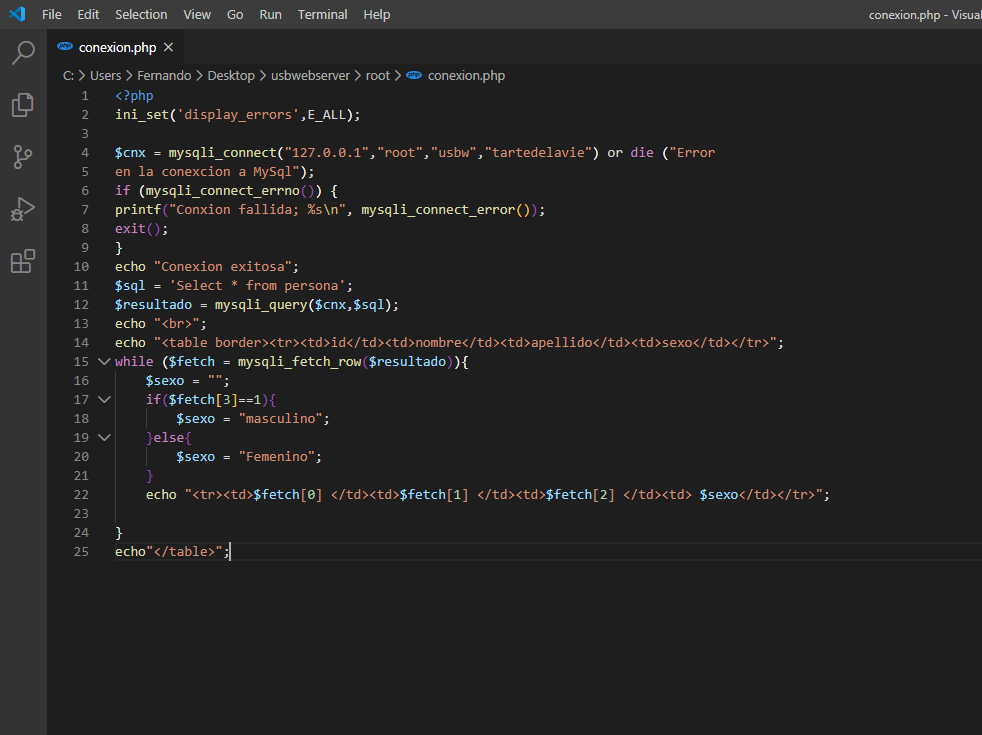 File Edit Selection View Go Run Terminal Help conexion.php - Visual
php conexion.php ×
C: > Users > Fernando > Desktop > usbwebserver > root > php conexion.php
1 <?php
2 ini_set('display_errors',E_ALL);
3
4 $cnx = mysqli_connect("127.0.0.1","root","usbw","tartedelavie") or die ("Error
5 en la conexcion a MySql");
6 if (mysqli_connect_errno()) {
7 printf("Conxion fallida; %s\n", mysqli_connect_error());
8 exit();
9 }
10 echo "Conexion exitosa";
11 $sql = 'Select * from persona';
12 $resultado = mysqli_query($cnx,$sql);
13 echo "<br>";
14 echo "<table border><tr><td>id</td><td>nombre</td><td>apellido</td><td>sexo</td></tr>";
15 while ($fetch = mysqli_fetch_row($resultado)){
16     $sexo = "";
17     if($fetch[3]==1){
18         $sexo = "masculino";
19     }else{
20         $sexo = "Femenino";
21     }
22     echo "<tr><td>$fetch[0] </td><td>$fetch[1] </td><td>$fetch[2] </td><td> $sexo</td></tr>";
23
24 }
25 echo"</table>";